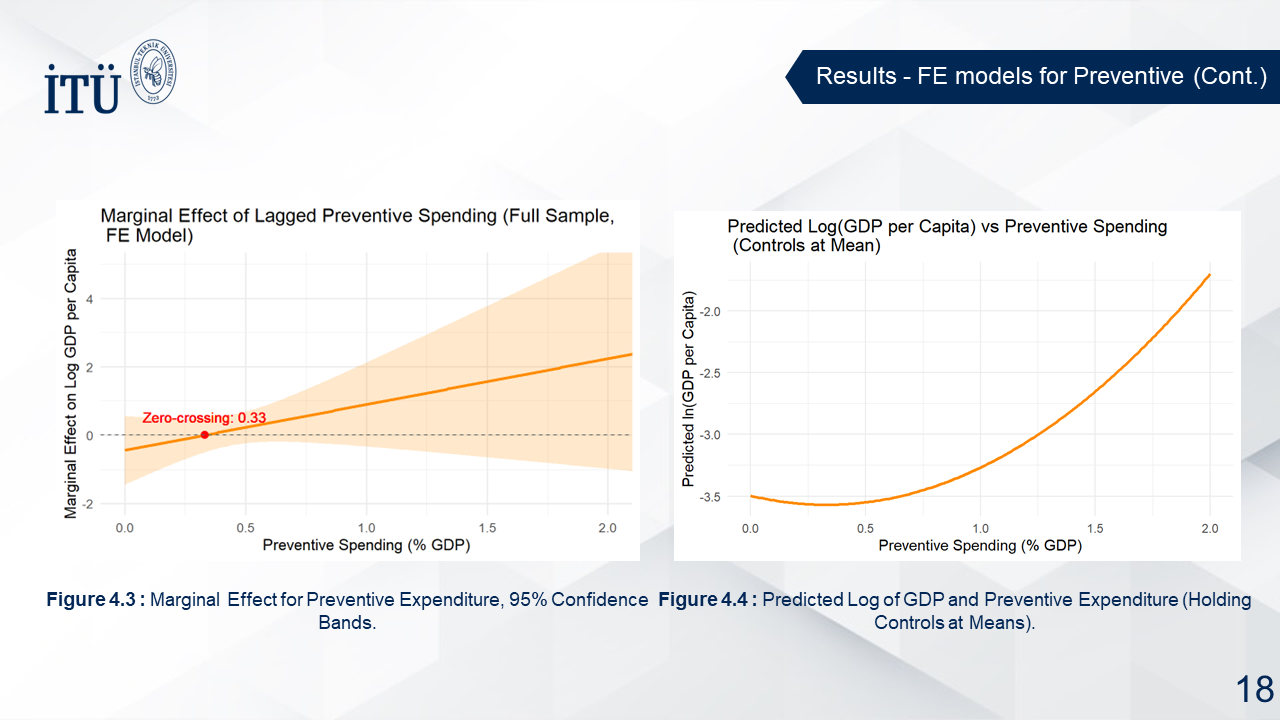 İTÜ
İSTANBUL TEKNİK ÜNİVERSİTESİ
1773
Results - FE models for Preventive (Cont.)
Marginal Effect of Lagged Preventive Spending (Full Sample,
FE Model)
Marginal Effect on Log GDP per Capita
4
2
0
-2
Zero-crossing: 0.33
0.0 0.5 1.0 1.5 2.0
Preventive Spending (% GDP)
Figure 4.3 : Marginal Effect for Preventive Expenditure, 95% Confidence
Bands.
Predicted Log(GDP per Capita) vs Preventive Spending
(Controls at Mean)
Predicted ln(GDP per Capita)
-2.0
-2.5
-3.0
-3.5
0.0 0.5 1.0 1.5 2.0
Preventive Spending (% GDP)
Figure 4.4 : Predicted Log of GDP and Preventive Expenditure (Holding
Controls at Means).
18